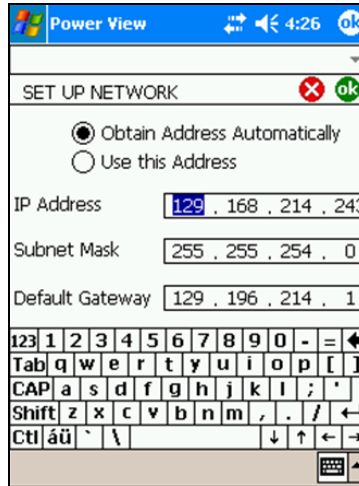 Power View 4:26 ok
SET UP NETWORK ok
Obtain Address Automatically
Use this Address
IP Address 129 . 168 . 214 . 243
Subnet Mask 255 . 255 . 254 . 0
Default Gateway 129 . 196 . 214 . 1
123 1 2 3 4 5 6 7 8 9 0 - =
Tab q w e r t y u i o p [ ]
CAP a s d f g h j k l ; '
Shift z x c v b n m , . /
Ctl áü ` \